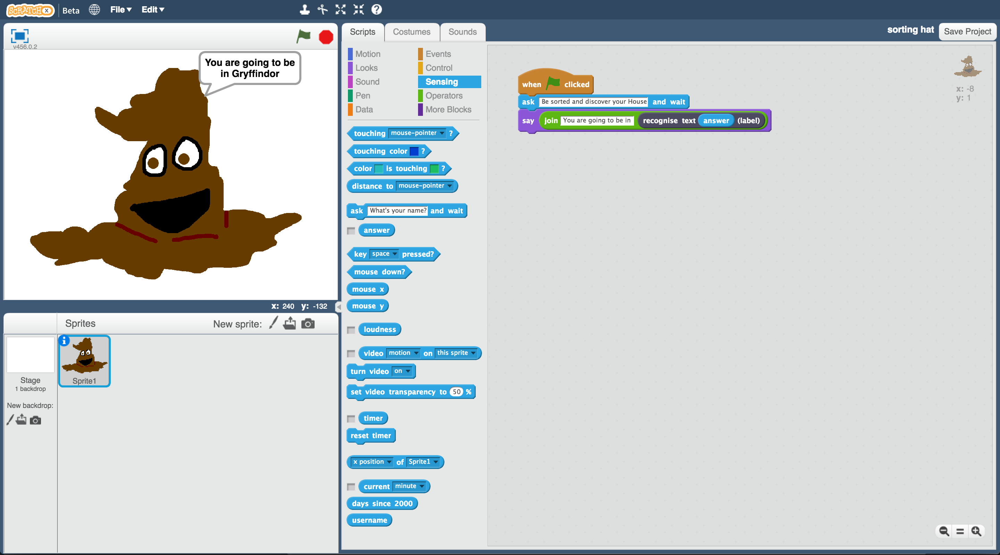 SCRATCH X
Beta
File
Edit
v456.0.2
You are going to be
in Gryffindor
x: 240 y: -132
Sprites
New sprite:
Stage
1 backdrop
New backdrop:
Sprite1
Scripts
Costumes
Sounds
sorting hat
Save Project
Motion
Looks
Sound
Pen
Data
Events
Control
Sensing
Operators
More Blocks
touching mouse-pointer ?
touching color ?
color is touching ?
distance to mouse-pointer
ask What's your name? and wait
answer
key space pressed?
mouse down?
mouse x
mouse y
loudness
video motion on this sprite
turn video on
set video transparency to 50 %
timer
reset timer
x position of Sprite1
current minute
days since 2000
username
when clicked
ask Be sorted and discover your House and wait
say join You are going to be in recognise text answer (label)
x: -8
y: 1